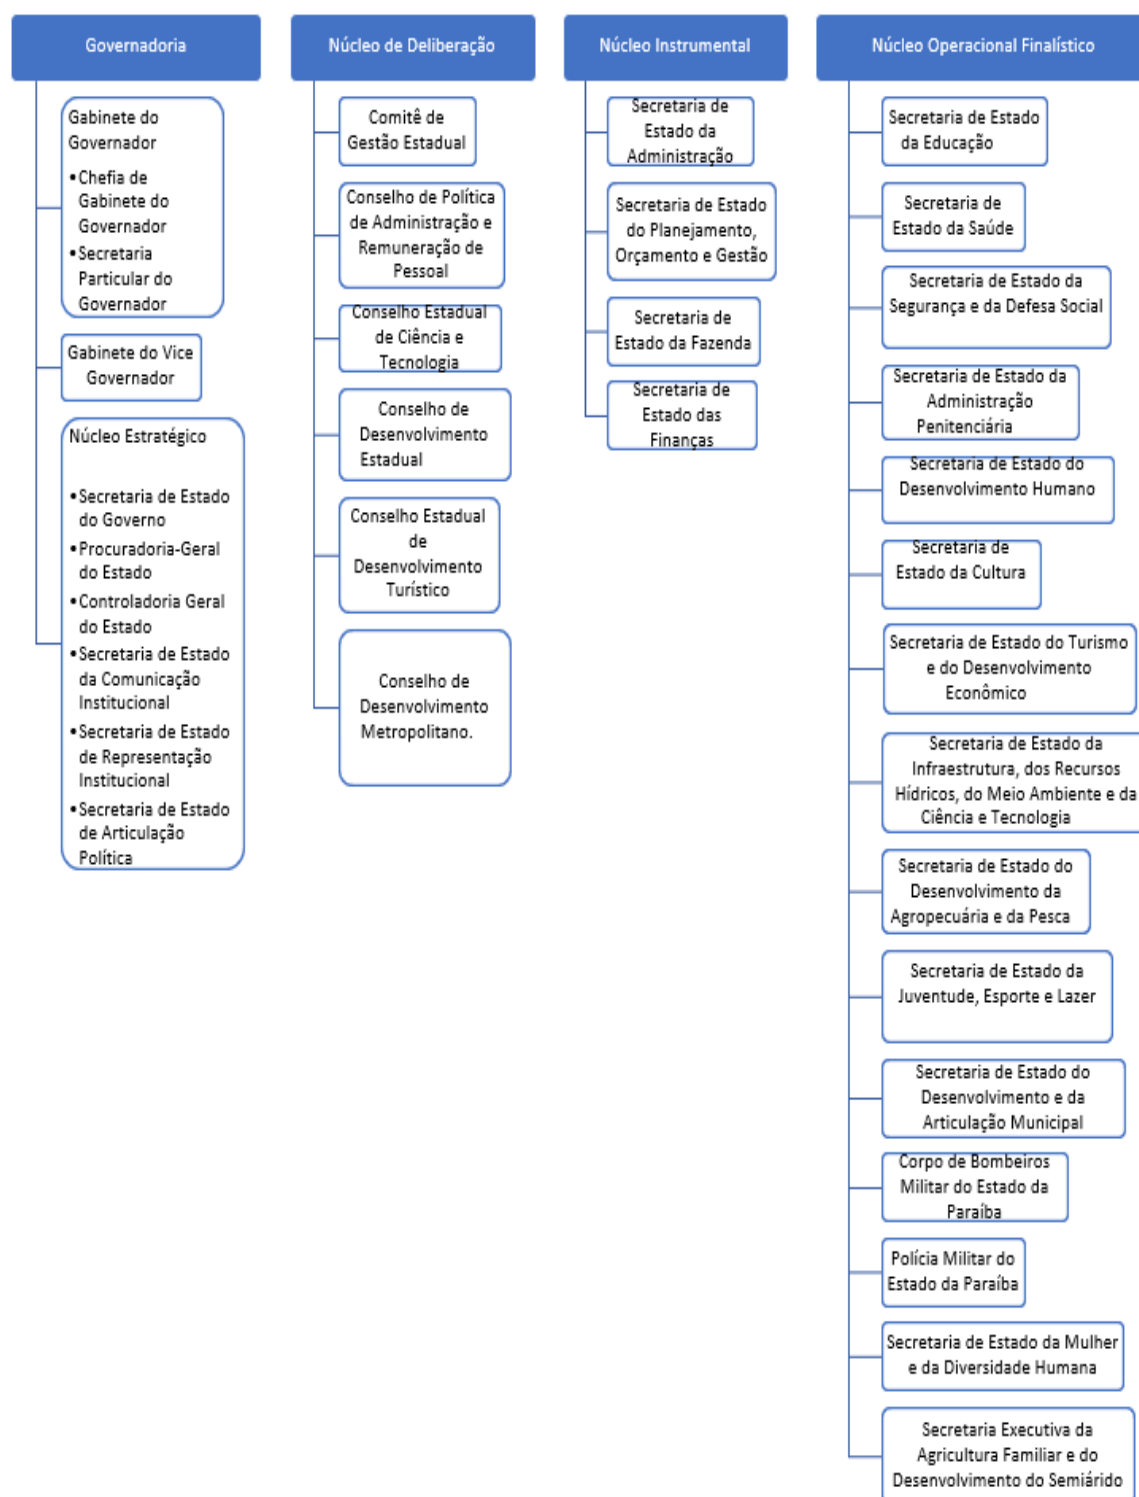 Governadoria
Gabinete do
Governador
•Chefia de
Gabinete do
Governador
•Secretaria
Particular do
Governador
Gabinete do Vice
Governador
Núcleo Estratégico
•Secretaria de Estado
do Governo
•Procuradoria-Geral
do Estado
•Controladoria Geral
do Estado
•Secretaria de Estado
da Comunicação
Institucional
•Secretaria de Estado
de Representação
Institucional
•Secretaria de Estado
de Articulação
Política
Núcleo de Deliberação
Comitê de
Gestão Estadual
Conselho de Política
de Administração e
Remuneração de
Pessoal
Conselho Estadual
de Ciência e
Tecnologia
Conselho de
Desenvolvimento
Estadual
Conselho Estadual
de
Desenvolvimento
Turístico
Conselho de
Desenvolvimento
Metropolitano.
Núcleo Instrumental
Secretaria de
Estado da
Administração
Secretaria de Estado
do Planejamento,
Orçamento e Gestão
Secretaria de
Estado da Fazenda
Secretaria de
Estado das
Finanças
Núcleo Operacional Finalístico
Secretaria de Estado
da Educação
Secretaria de
Estado da Saúde
Secretaria de Estado da
Segurança e da Defesa Social
Secretaria de Estado da
Administração
Penitenciária
Secretaria de Estado do
Desenvolvimento Humano
Secretaria de
Estado da Cultura
Secretaria de Estado do Turismo
e do Desenvolvimento
Econômico
Secretaria de Estado da
Infraestrutura, dos Recursos
Hídricos, do Meio Ambiente e da
Ciência e Tecnologia
Secretaria de Estado do
Desenvolvimento da
Agropecuária e da Pesca
Secretaria de Estado da
Juventude, Esporte e Lazer
Secretaria de Estado do
Desenvolvimento e da
Articulação Municipal
Corpo de Bombeiros
Militar do Estado da
Paraíba
Polícia Militar do
Estado da Paraíba
Secretaria de Estado da Mulher
e da Diversidade Humana
Secretaria Executiva da
Agricultura Familiar e do
Desenvolvimento do Semiárido